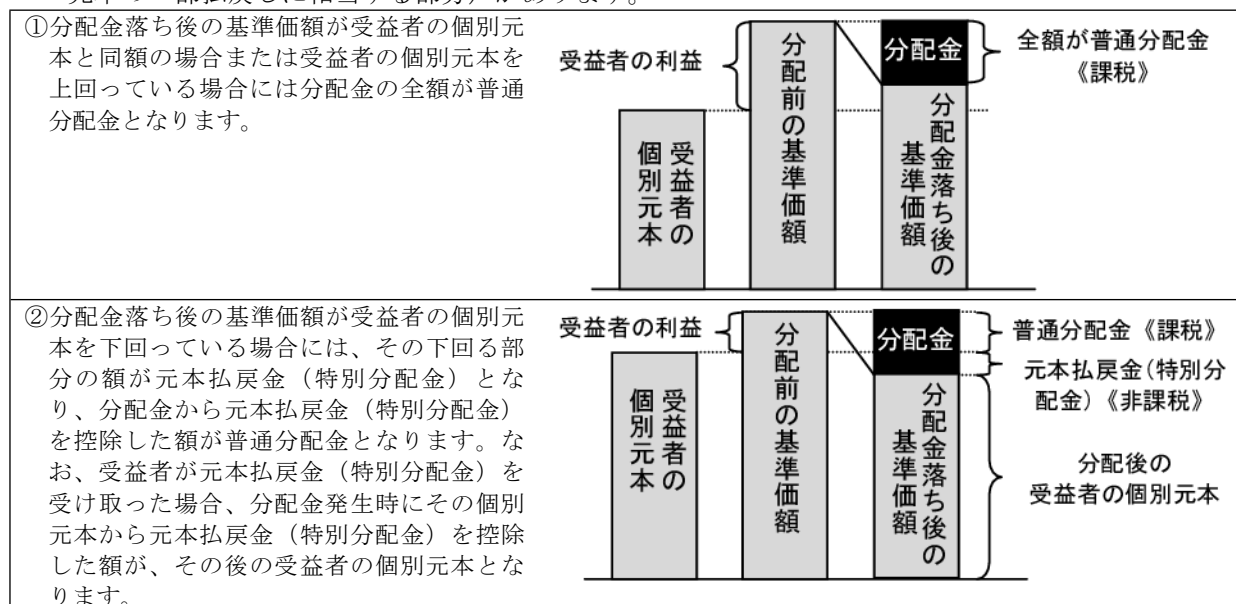 ①分配金落ち後の基準価額が受益者の個別元
本と同額の場合または受益者の個別元本を
上回っている場合には分配金の全額が普通
分配金となります。
受益者の利益
受益者の
個別元本
分配前の基準価額
分配金
分配金落ち後の
基準価額
全額が普通分配金
《課税》
②分配金落ち後の基準価額が受益者の個別元
本を下回っている場合には、その下回る部
分の額が元本払戻金（特別分配金）とな
り、分配金から元本払戻金（特別分配金）
を控除した額が普通分配金となります。な
お、受益者が元本払戻金（特別分配金）を
受け取った場合、分配金発生時にその個別
元本から元本払戻金（特別分配金）を控除
した額が、その後の受益者の個別元本とな
ります。
受益者の利益
受益者の
個別元本
分配前の基準価額
分配金
分配金落ち後の
基準価額
普通分配金《課税》
元本払戻金(特別分
配金)《非課税》
分配後の
受益者の個別元本